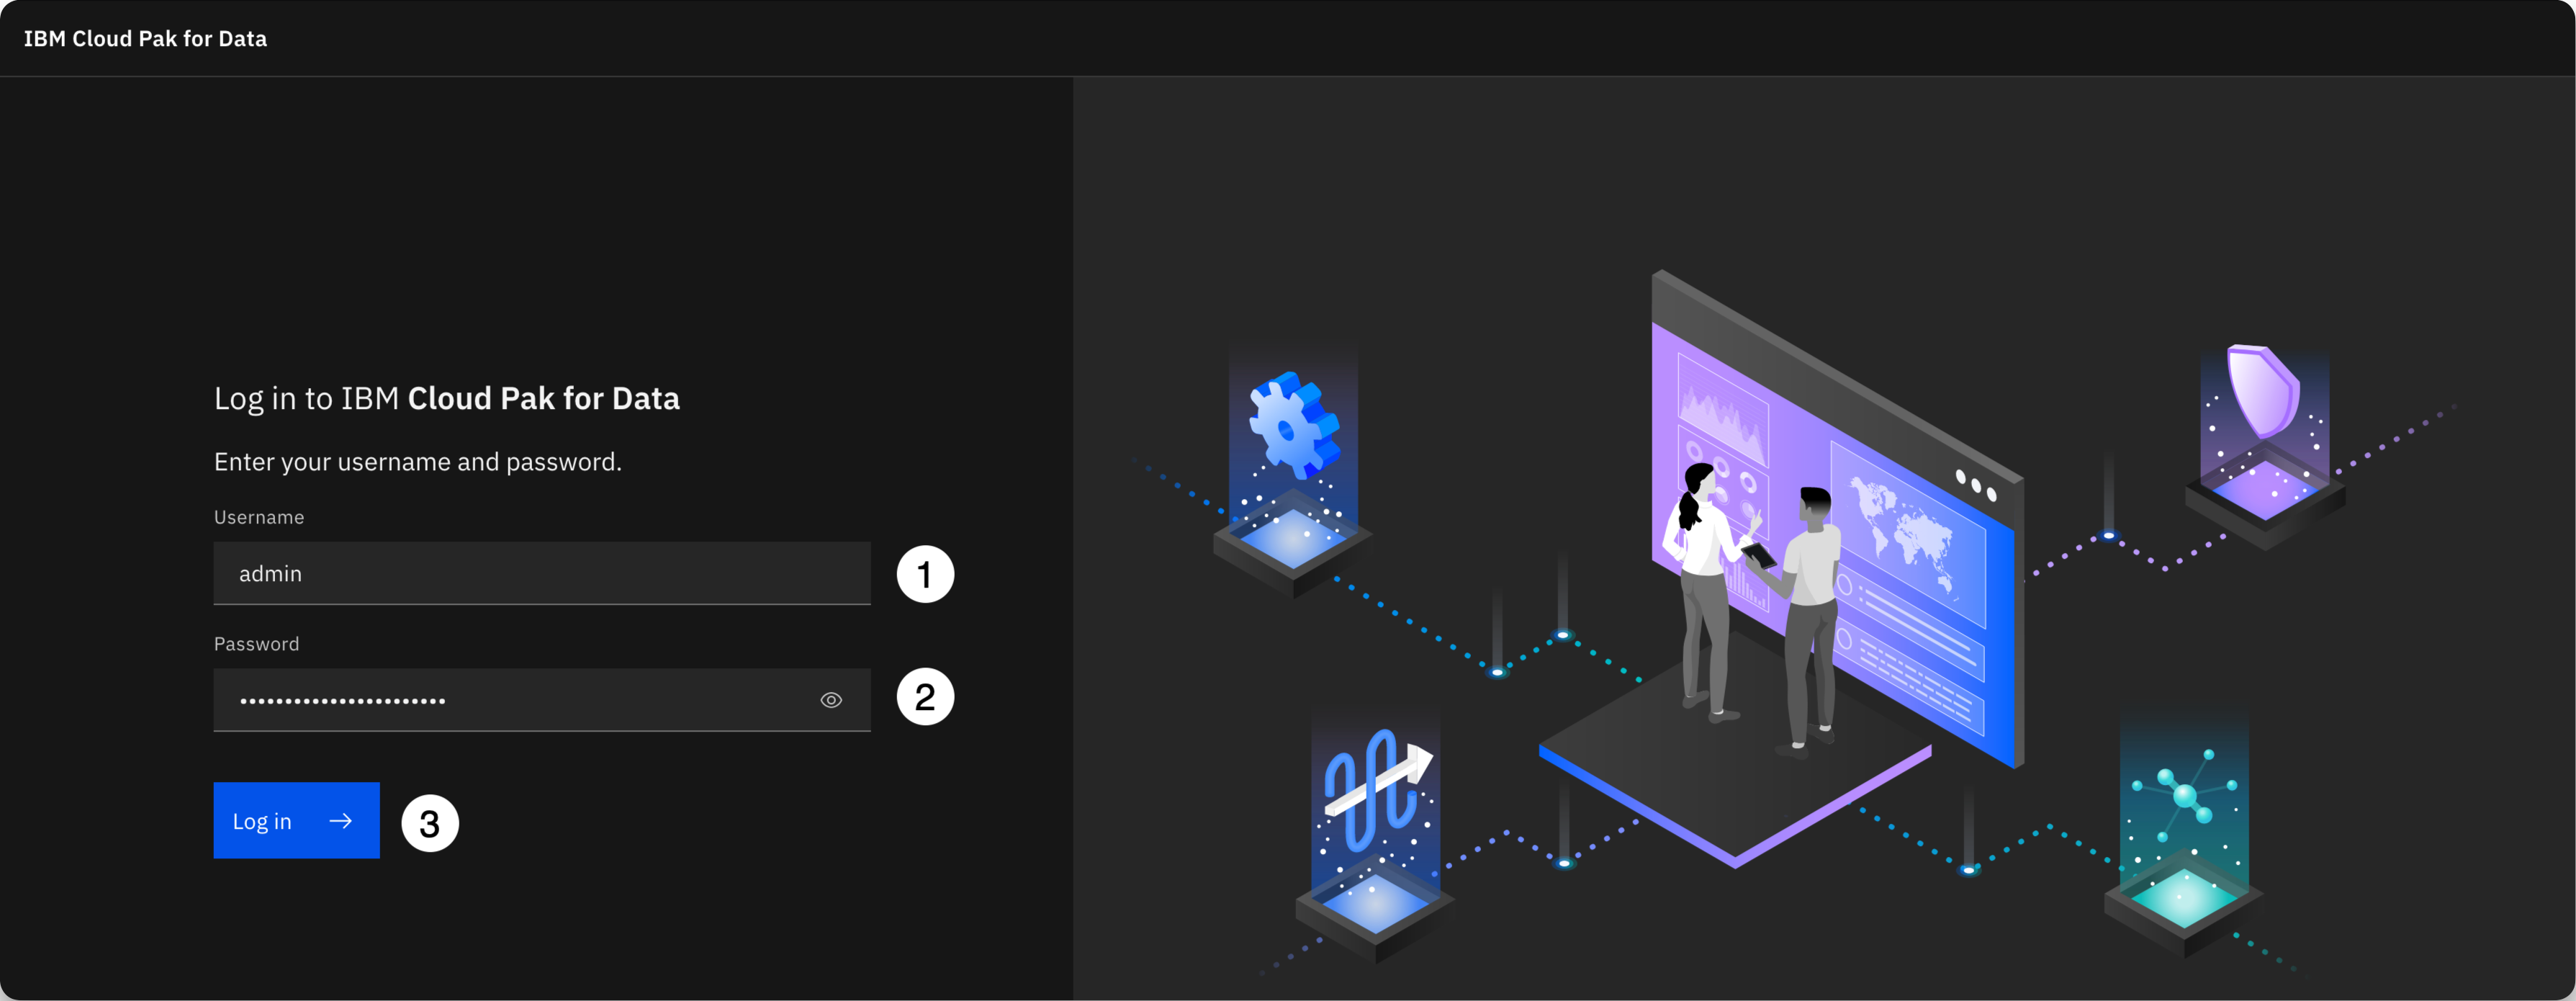 IBM Cloud Pak for Data
Log in to IBM Cloud Pak for Data
Enter your username and password.
Username
admin
1
Password
2
Log in
3